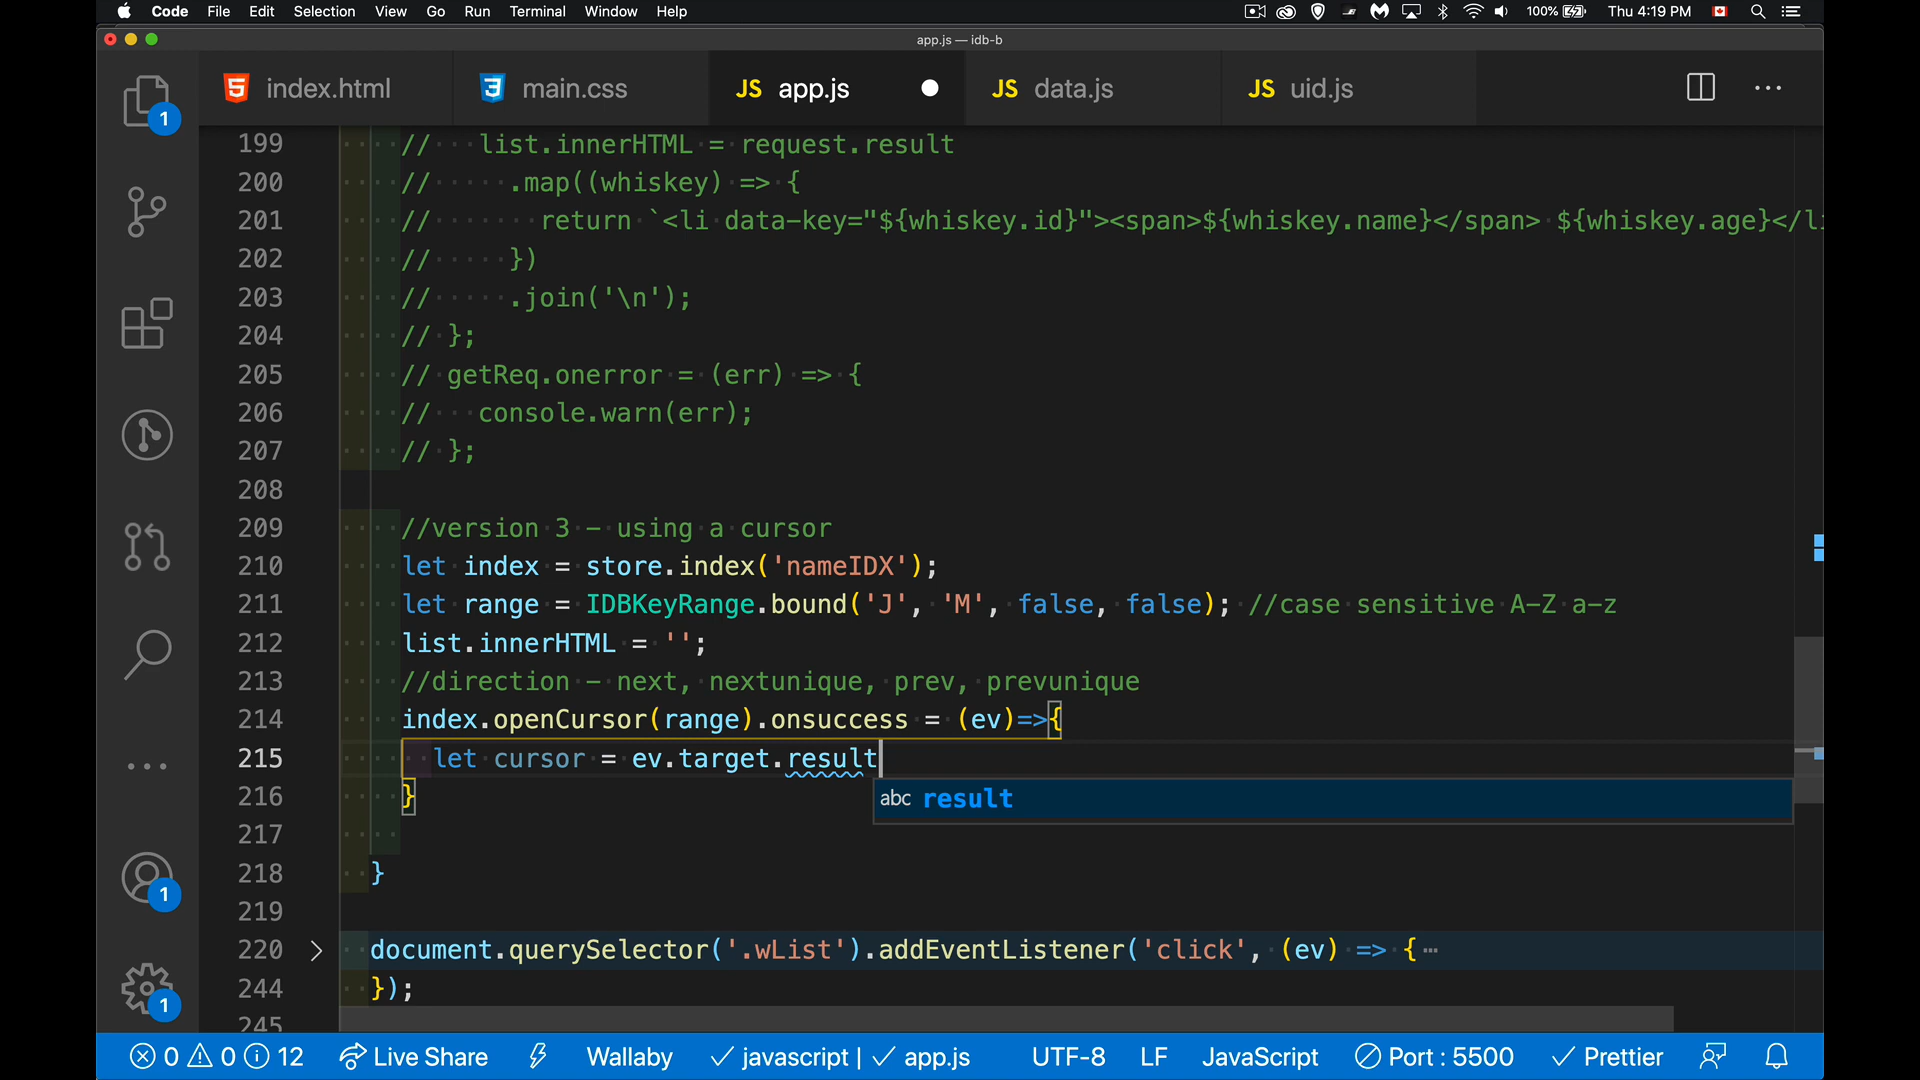 Code File Edit Selection View Go Run Terminal Window Help 100% Thu 4:19 PM
app.js — idb-b
index.html main.css JS app.js JS data.js JS uid.js
199 //   list.innerHTML = request.result
200 //     .map((whiskey) => {
201 //       return `<li data-key="${whiskey.id}"><span>${whiskey.name}</span> ${whiskey.age}</li
202 //     })
203 //     .join('\n');
204 // };
205 // getReq.onerror = (err) => {
206 //   console.warn(err);
207 // };
208
209 //version 3 - using a cursor
210 let index = store.index('nameIDX');
211 let range = IDBKeyRange.bound('J', 'M', false, false); //case sensitive A-Z a-z
212 list.innerHTML = '';
213 //direction - next, nextunique, prev, prevunique
214 index.openCursor(range).onsuccess = (ev)=>{
215   let cursor = ev.target.result
216 }
abc result
217
218 }
219
220 document.querySelector('.wList').addEventListener('click', (ev) => {…
244 });
245
1
1
1
0 0 12 Live Share Wallaby javascript | app.js UTF-8 LF JavaScript Port : 5500 Prettier